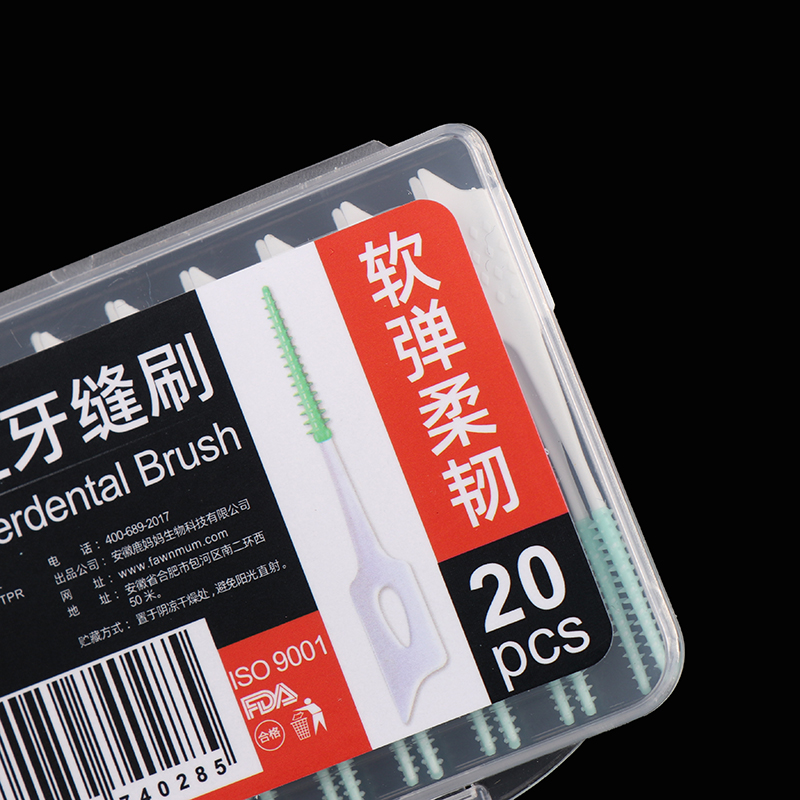 牙缝刷
erdental Brush
TPR
电 话：400-689-2017
出品公司：安徽鹿妈妈生物科技有限公司
网 址：www.fawnmum.com
地 址：安徽省合肥市包河区南二环西
50米。
贮藏方式：置于阴凉干燥处，避免阳光直射。
740285
ISO 9001
FDA
合格
软弹柔韧
20
pcs